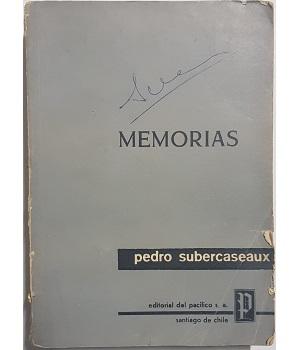 MEMORIAS
pedro subercaseaux
editorial del pacífico s. a.
santiago de chile
P